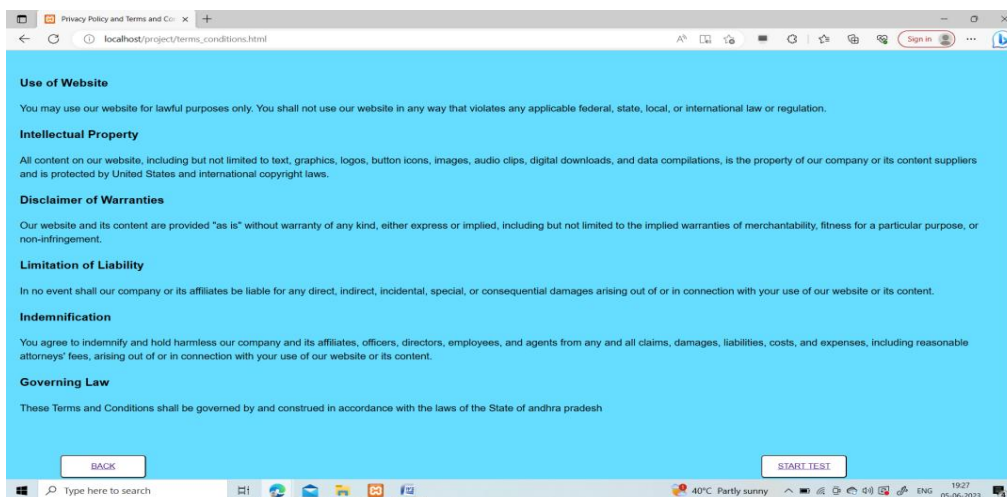 Privacy Policy and Terms and Co
localhost/project/terms_conditions.html
Sign in
Use of Website
You may use our website for lawful purposes only. You shall not use our website in any way that violates any applicable federal, state, local, or international law or regulation.
Intellectual Property
All content on our website, including but not limited to text, graphics, logos, button icons, images, audio clips, digital downloads, and data compilations, is the property of our company or its content suppliers
and is protected by United States and international copyright laws.
Disclaimer of Warranties
Our website and its content are provided "as is" without warranty of any kind, either express or implied, including but not limited to the implied warranties of merchantability, fitness for a particular purpose, or
non-infringement.
Limitation of Liability
In no event shall our company or its affiliates be liable for any direct, indirect, incidental, special, or consequential damages arising out of or in connection with your use of our website or its content.
Indemnification
You agree to indemnify and hold harmless our company and its affiliates, officers, directors, employees, and agents from any and all claims, damages, liabilities, costs, and expenses, including reasonable
attorneys' fees, arising out of or in connection with your use of our website or its content.
Governing Law
These Terms and Conditions shall be governed by and construed in accordance with the laws of the State of andhra pradesh
BACK
START TEST
Type here to search
40°C Partly sunny
ENG
19:27
05-06-2023